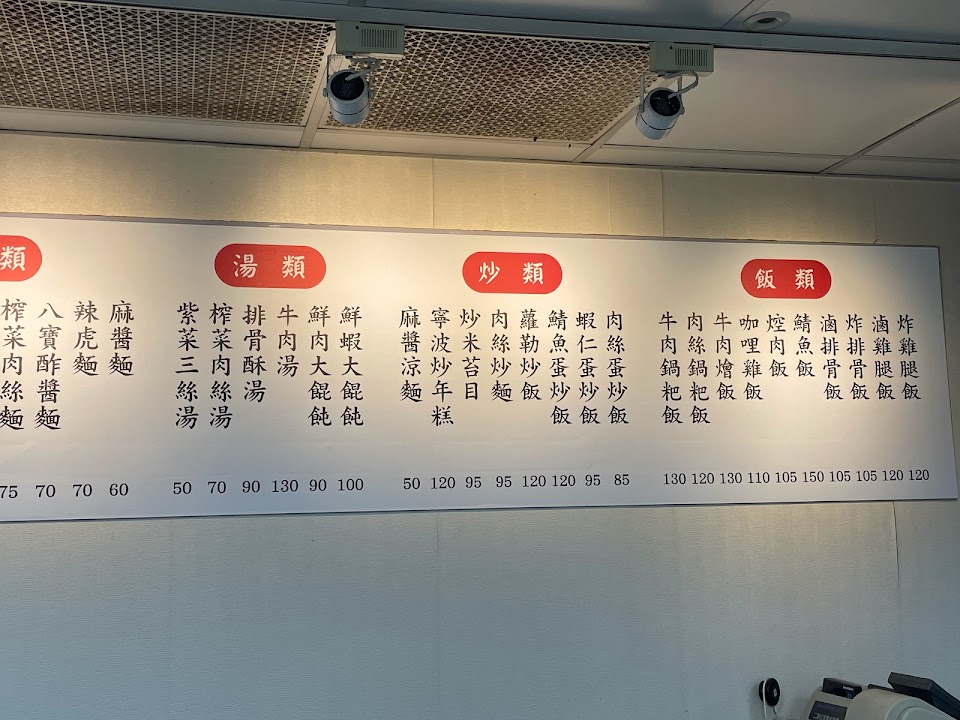 飯類
炸雞腿飯
120
滷雞腿飯
120
炸排骨飯
105
滷排骨飯
105
鯖魚飯
150
焢肉飯
105
咖哩雞飯
110
牛肉燴飯
130
肉絲鍋粑飯
120
牛肉鍋粑飯
130
炒類
肉絲蛋炒飯
85
蝦仁蛋炒飯
95
鯖魚蛋炒飯
120
蘿勒炒飯
120
肉絲炒麵
95
炒米苔目
95
寧波炒年糕
120
麻醬涼麵
50
湯類
鮮蝦大餛飩
100
鮮肉大餛飩
90
牛肉湯
130
排骨酥湯
90
榨菜肉絲湯
70
紫菜三絲湯
50
類
麻醬麵
60
辣虎麵
70
八寶酢醬麵
70
榨菜肉絲麵
75